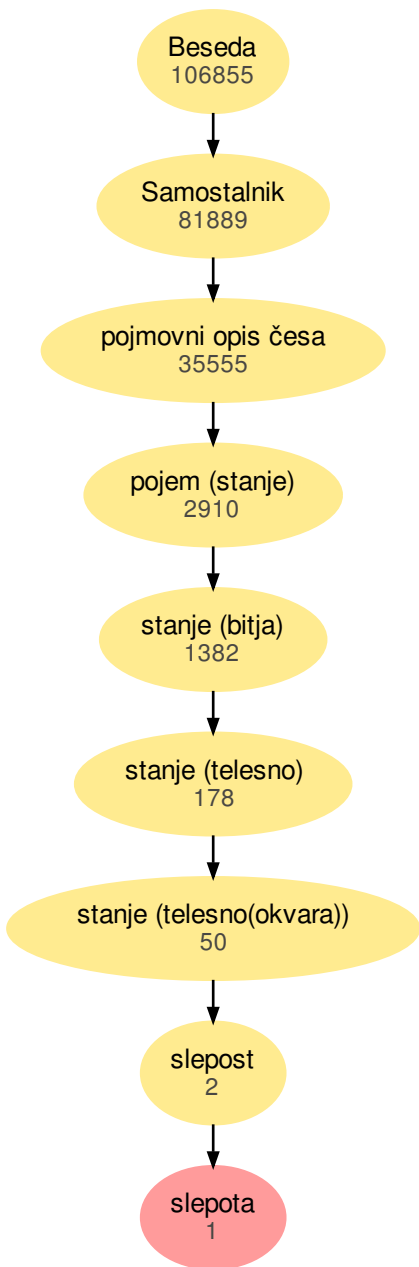 Beseda
106855
Samostalnik
81889
pojmovni opis česa
35555
pojem (stanje)
2910
stanje (bitja)
1382
stanje (telesno)
178
stanje (telesno(okvara))
50
slepost
2
slepota
1